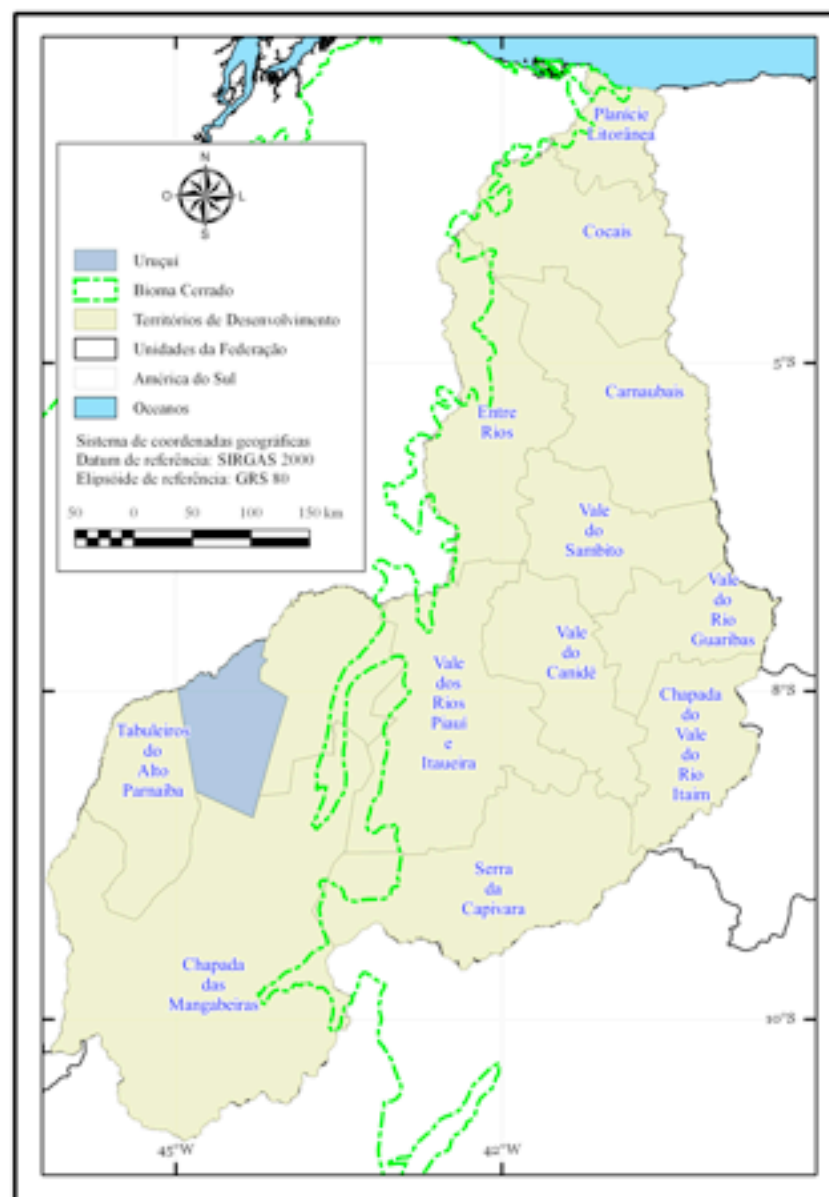 Planície
Litorânea
N
O
L
S
Cocais
Uruçuí
Bioma Cerrado
Territórios de Desenvolvimento
Unidades da Federação
América do Sul
Oceanos
Sistema de coordenadas geográficas
Datum de referência: SIRGAS 2000
Elipsóide de referência: GRS 80
50 0 50 100 150 km
5°S
Carnaubais
Entre
Rios
Vale
do
Sambito
Vale
do
Rio
Guaribas
Vale
do
Canidé
Vale
dos
Rios
Piauí
e
Itaueira
8°S
Chapada
do
Vale
do
Rio
Itaim
Tabuleiros
do
Alto
Parnaíba
Serra
da
Capivara
Chapada
das
Mangabeiras
10°S
45°W
42°W